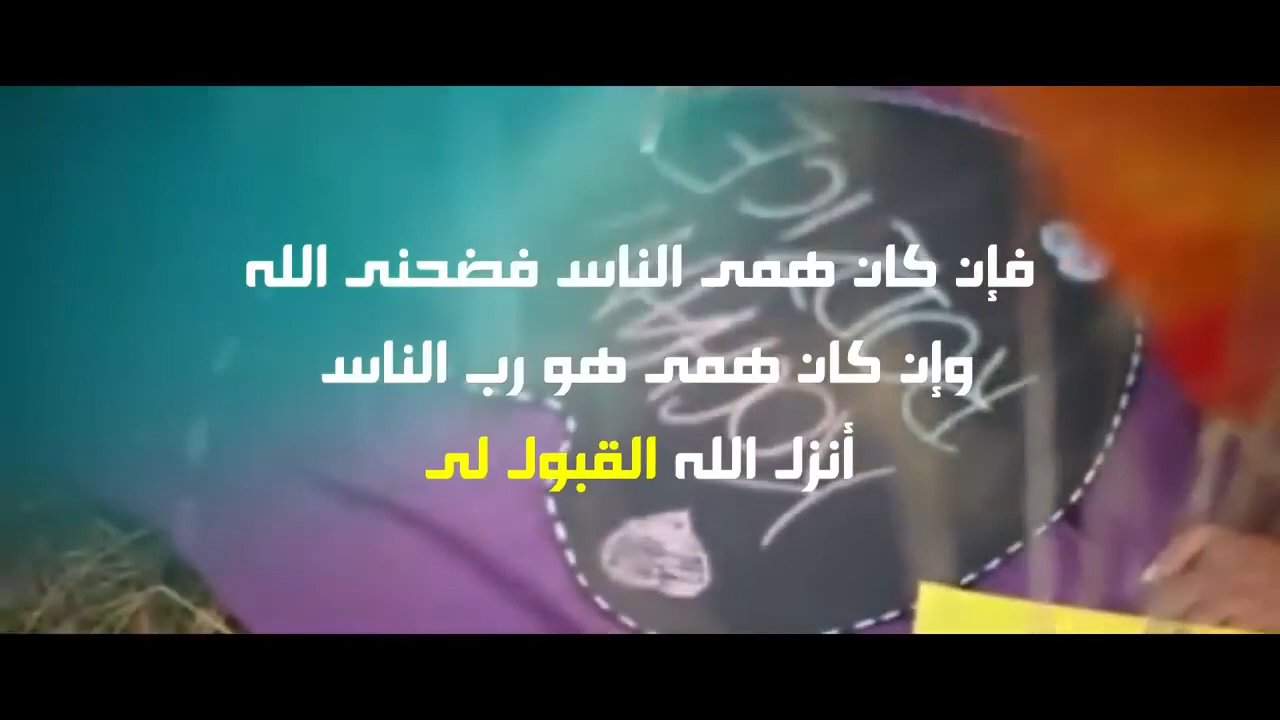 فإن كان همى الناس فضحنى الله
وإن كان همى هو رب الناس
أنزل الله القبول لى